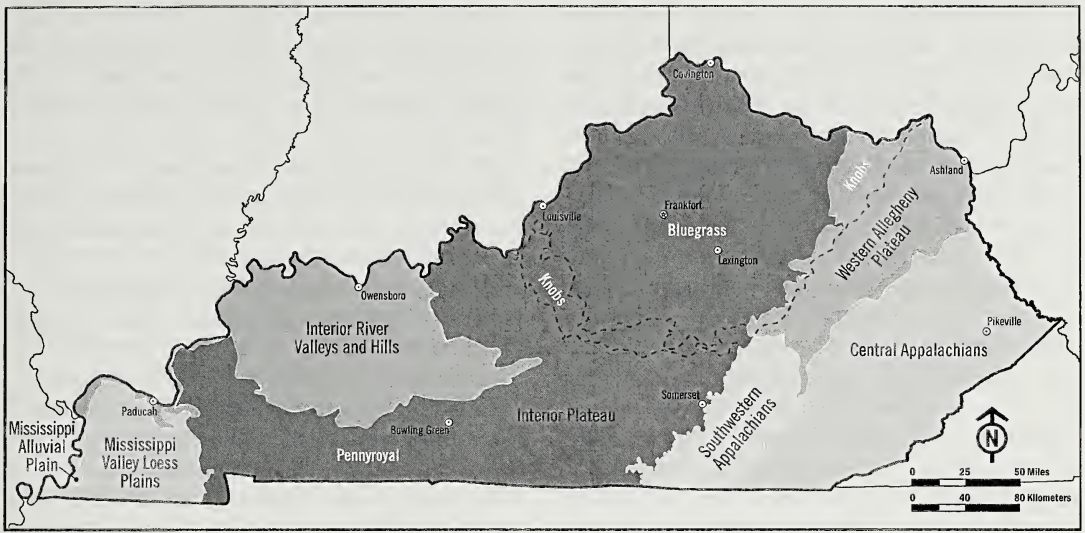 Covington
Knobs
Ashland
Louisville
Frankfort
Bluegrass
Lexington
Western Allegheny
Plateau
Knobs
Owensboro
Interior River
Valleys and Hills
Pikeville
Central Appalachians
Paducah
Somerset
Interior Plateau
Bowling Green
Southwestern
Appalachians
Mississippi
Alluvial
Plain
Mississippi
Valley Loess
Plains
Pennyroyal
N
0 25 50 Miles
0 40 80 Kilometers